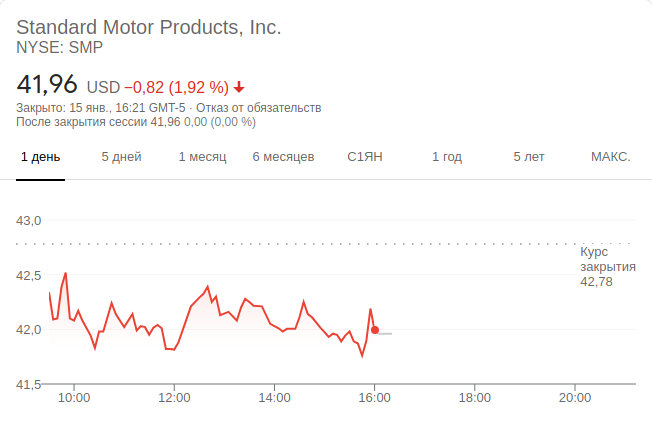 Standard Motor Products, Inc.
NYSE: SMP
41,96 USD −0,82 (1,92 %)
Закрыто: 15 янв., 16:21 GMT-5 · Отказ от обязательств
После закрытия сессии 41,96 0,00 (0,00 %)
1 день 5 дней 1 месяц 6 месяцев С1ЯН 1 год 5 лет МАКС.
43,0
Курс
закрытия
42,78
42,5
42,0
41,5
10:00 12:00 14:00 16:00 18:00 20:00